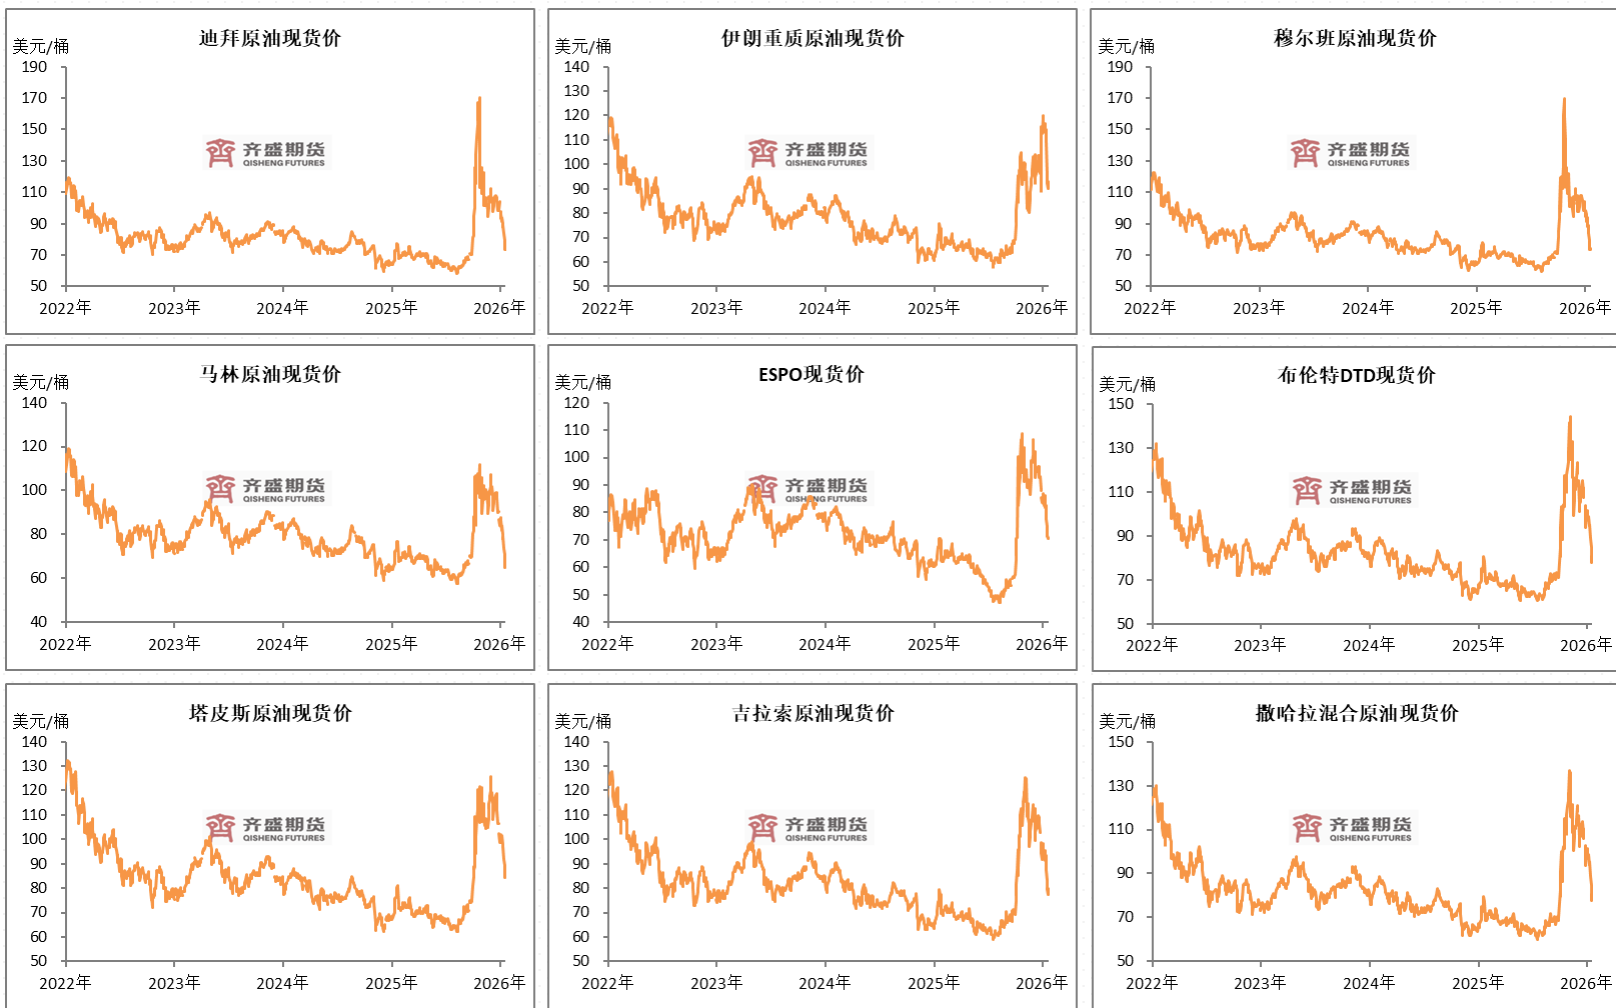 迪拜原油现货价
美元/桶
190
170
150
130
110
90
70
50
2022年 2023年 2024年 2025年 2026年
齐盛期货
QISHENG FUTURES
伊朗重质原油现货价
美元/桶
140
130
120
110
100
90
80
70
60
50
2022年 2023年 2024年 2025年 2026年
齐盛期货
QISHENG FUTURES
穆尔班原油现货价
美元/桶
190
170
150
130
110
90
70
50
2022年 2023年 2024年 2025年 2026年
齐盛期货
QISHENG FUTURES
马林原油现货价
美元/桶
140
120
100
80
60
40
2022年 2023年 2024年 2025年 2026年
齐盛期货
QISHENG FUTURES
ESPO现货价
美元/桶
120
110
100
90
80
70
60
50
40
2022年 2023年 2024年 2025年 2026年
齐盛期货
QISHENG FUTURES
布伦特DTD现货价
美元/桶
150
130
110
90
70
50
2022年 2023年 2024年 2025年 2026年
齐盛期货
QISHENG FUTURES
塔皮斯原油现货价
美元/桶
140
130
120
110
100
90
80
70
60
50
2022年 2023年 2024年 2025年 2026年
齐盛期货
QISHENG FUTURES
吉拉索原油现货价
美元/桶
140
130
120
110
100
90
80
70
60
50
2022年 2023年 2024年 2025年 2026年
齐盛期货
QISHENG FUTURES
撒哈拉混合原油现货价
美元/桶
150
130
110
90
70
50
2022年 2023年 2024年 2025年 2026年
齐盛期货
QISHENG FUTURES